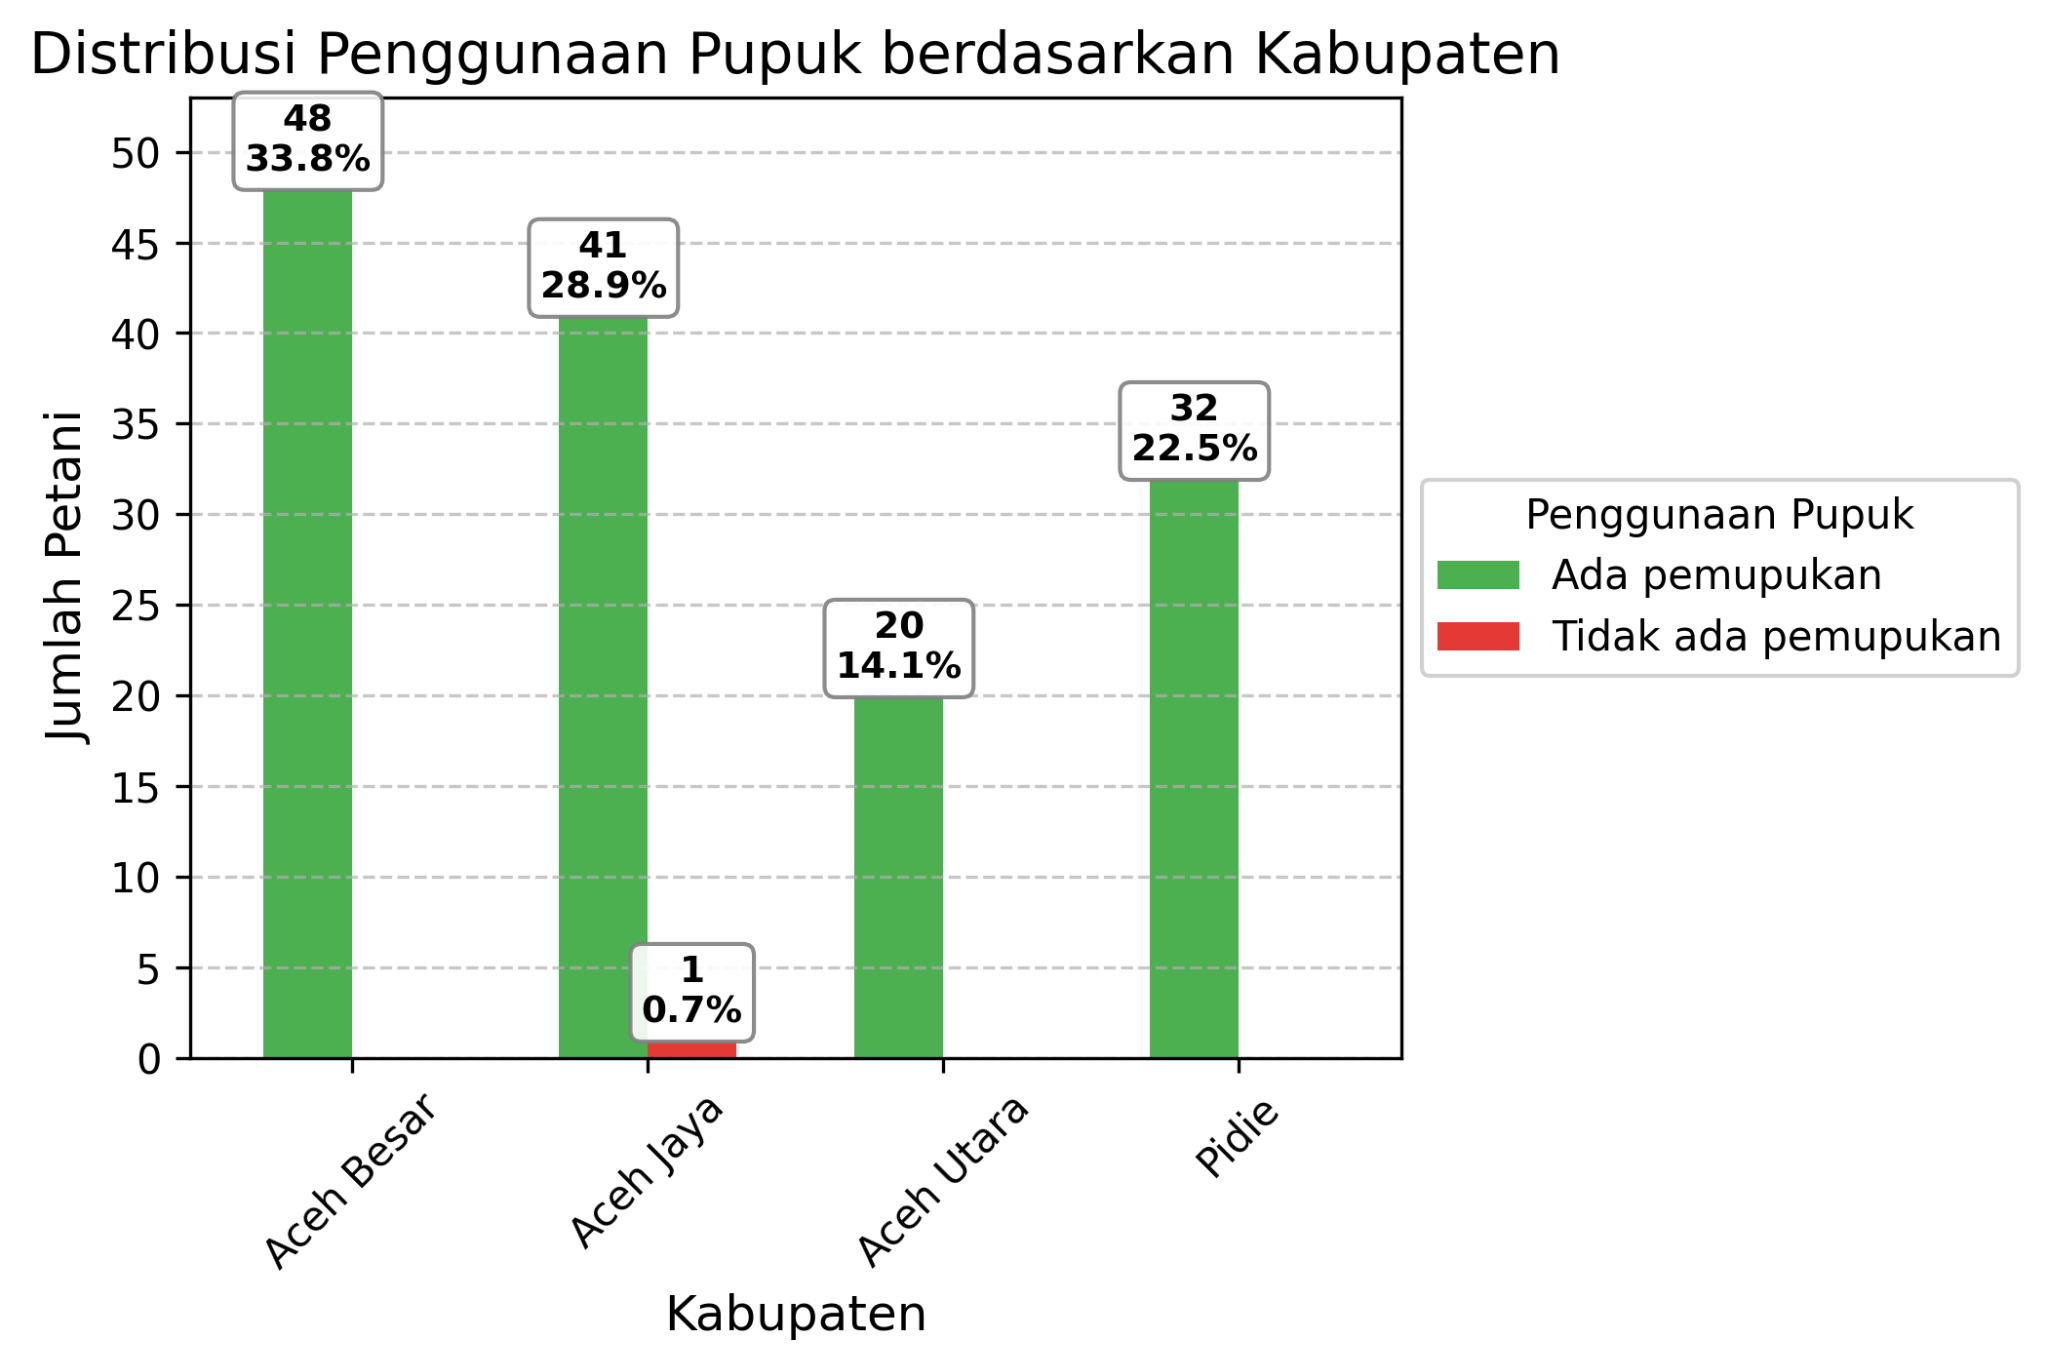 Distribusi Penggunaan Pupuk berdasarkan Kabupaten
48
33.8%
41
28.9%
20
14.1%
32
22.5%
1
0.7%
Jumlah Petani
50
45
40
35
30
25
20
15
10
5
0
Aceh Besar
Aceh Jaya
Aceh Utara
Pidie
Kabupaten
Penggunaan Pupuk
Ada pemupukan
Tidak ada pemupukan